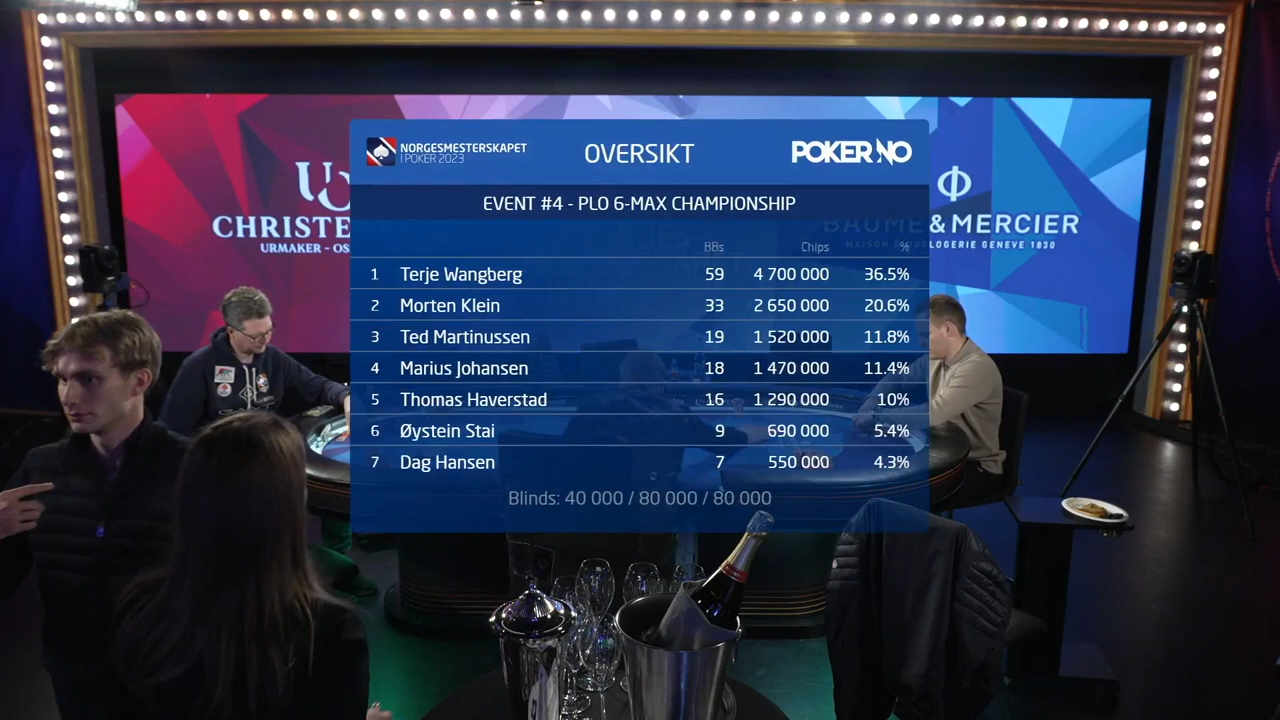 NORGESMESTERSKAPET
I POKER 2023
OVERSIKT
POKER.NO
EVENT #4 - PLO 6-MAX CHAMPIONSHIP
BBs Chips %
1 Terje Wangberg 59 4 700 000 36.5%
2 Morten Klein 33 2 650 000 20.6%
3 Ted Martinussen 19 1 520 000 11.8%
4 Marius Johansen 18 1 470 000 11.4%
5 Thomas Haverstad 16 1 290 000 10%
6 Øystein Stai 9 690 000 5.4%
7 Dag Hansen 7 550 000 4.3%
Blinds: 40 000 / 80 000 / 80 000
CHRISTE
URMAKER - OS
BAUME & MERCIER
MAISON D'HORLOGERIE GENEVE 1830